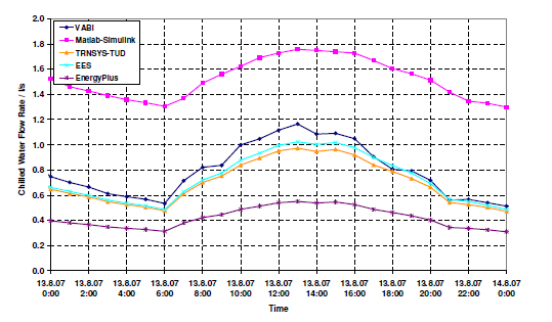 2.0
1.8
1.6
1.4
1.2
1.0
0.8
0.6
0.4
0.2
0.0
Chilled Water Flow Rate / l/s
VABI
Matlab-Simulink
TRNSYS-TUD
EES
EnergyPlus
13.8.07 13.8.07 13.8.07 13.8.07 13.8.07 13.8.07 13.8.07 13.8.07 13.8.07 13.8.07 13.8.07 13.8.07 14.8.07
0:00 2:00 4:00 6:00 8:00 10:00 12:00 14:00 16:00 18:00 20:00 22:00 0:00
Time